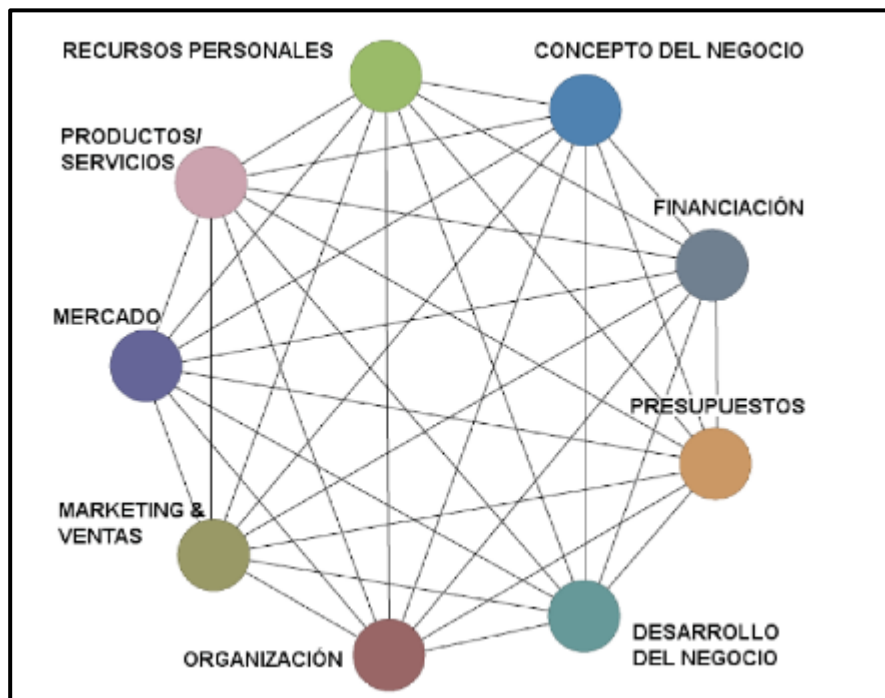 RECURSOS PERSONALES
CONCEPTO DEL NEGOCIO
PRODUCTOS/
SERVICIOS
FINANCIACIÓN
MERCADO
PRESUPUESTOS
MARKETING &
VENTAS
ORGANIZACIÓN
DESARROLLO
DEL NEGOCIO